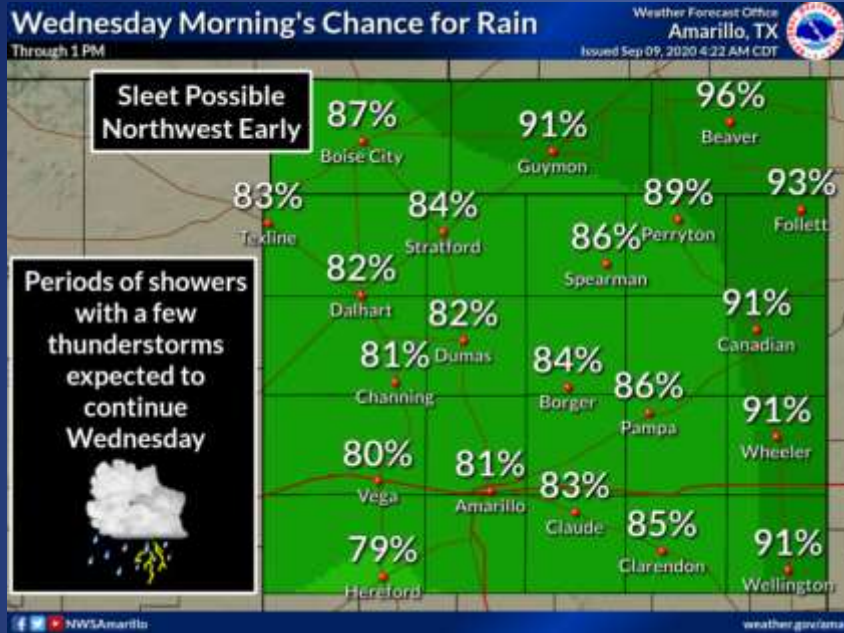 Wednesday Morning's Chance for Rain
Through 1 PM
Weather Forecast Office
Amarillo, TX
Issued Sep 09, 2020 4:22 AM CDT
Sleet Possible
Northwest Early
87%
Boise City
91%
Guymon
96%
Beaver
83%
Texline
84%
Stratford
89%
Perryton
93%
Follett
86%
Spearman
82%
Dalhart
82%
Dumas
91%
Canadian
81%
Channing
84%
Borger
86%
Pampa
91%
Wheeler
80%
Vega
81%
Amarillo
83%
Claude
85%
Clarendon
79%
Hereford
91%
Wellington
Periods of showers
with a few
thunderstorms
expected to
continue
Wednesday
NWSAmarillo
weather.gov/ama